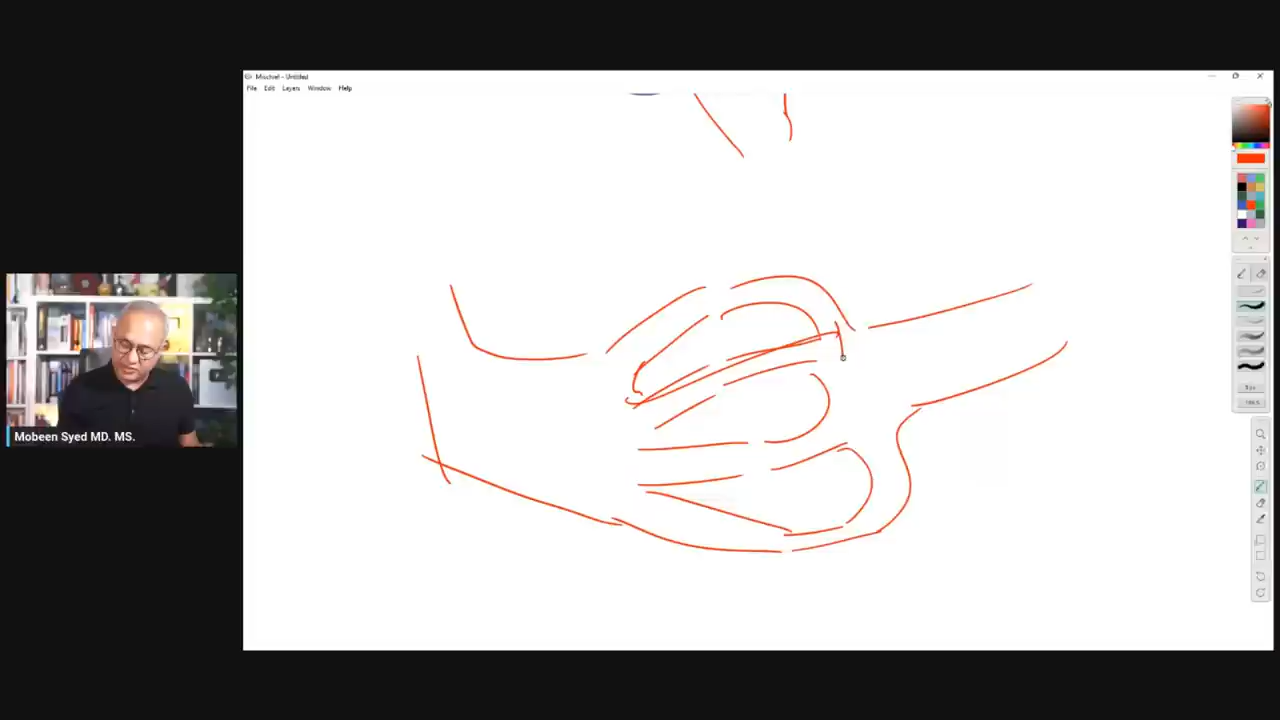 Mischief - Untitled
File Edit Layers Window Help
Mobeen Syed MD. MS.